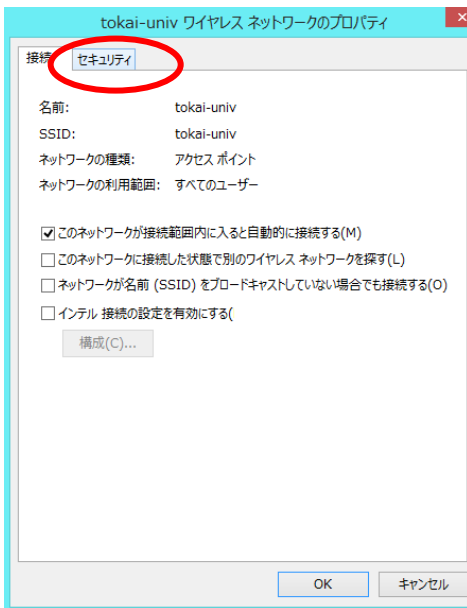 tokai-univ ワイヤレス ネットワークのプロパティ
接続 セキュリティ
名前: tokai-univ
SSID: tokai-univ
ネットワークの種類: アクセス ポイント
ネットワークの利用範囲: すべてのユーザー
このネットワークが接続範囲内に入ると自動的に接続する(M)
このネットワークに接続した状態で別のワイヤレス ネットワークを探す(L)
ネットワークが名前 (SSID) をブロードキャストしていない場合でも接続する(O)
インテル 接続の設定を有効にする(
構成(C)...
OK キャンセル